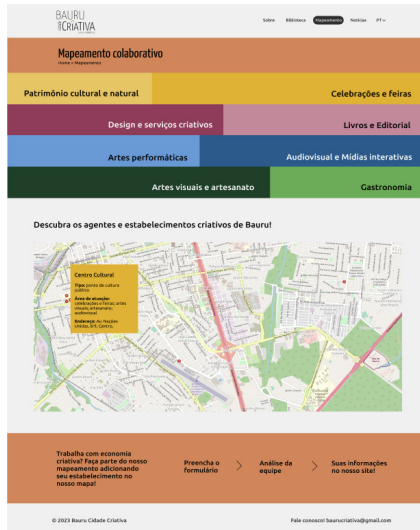 BAURU
CRIATIVA
Sobre Biblioteca Mapeamento Notícias PT
Mapeamento colaborativo
Home > Mapeamento
Patrimônio cultural e natural
Celebrações e feiras
Design e serviços criativos
Livros e Editorial
Artes performáticas
Audiovisual e Mídias interativas
Artes visuais e artesanato
Gastronomia
Descubra os agentes e estabelecimentos criativos de Bauru!
Centro Cultural
Tipo: ponto de cultura
público
Área de atuação:
celebrações e feiras; artes
visuais; artesanato;
audiovisual
Endereço: Av. Nações
Unidas, 8-9, Centro,
Trabalha com economia
criativa? Faça parte do nosso
mapeamento adicionando
seu estabelecimento no
nosso mapa!
Preencha o
formulário
Análise da
equipe
Suas informações
no nosso site!
© 2023 Bauru Cidade Criativa
Fale conosco! baurucriativa@gmail.com